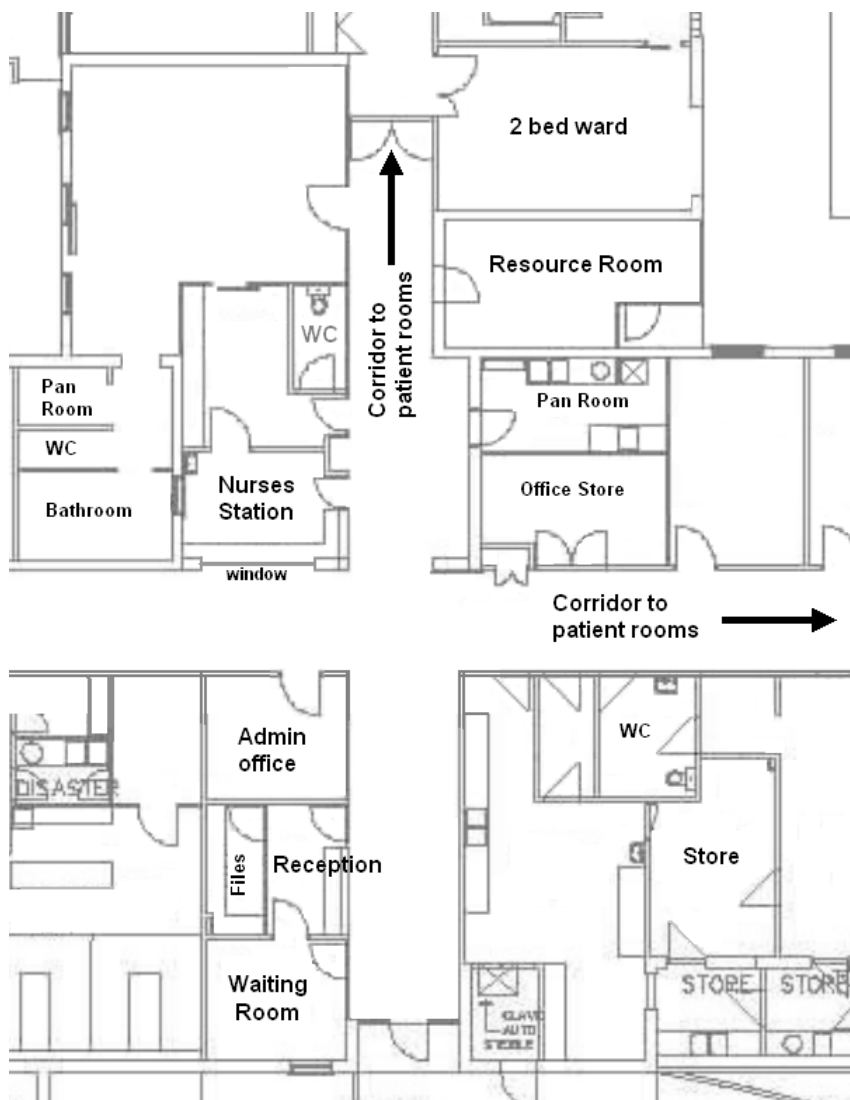 2 bed ward
Resource Room
WC
Corridor to
patient rooms
Pan
Room
WC
Bathroom
Nurses
Station
window
Pan Room
Office Store
Corridor to
patient rooms
Admin
office
DISASTER
Files
Reception
Waiting
Room
WC
Store
STORE
STORE
CLAVE
AUTO